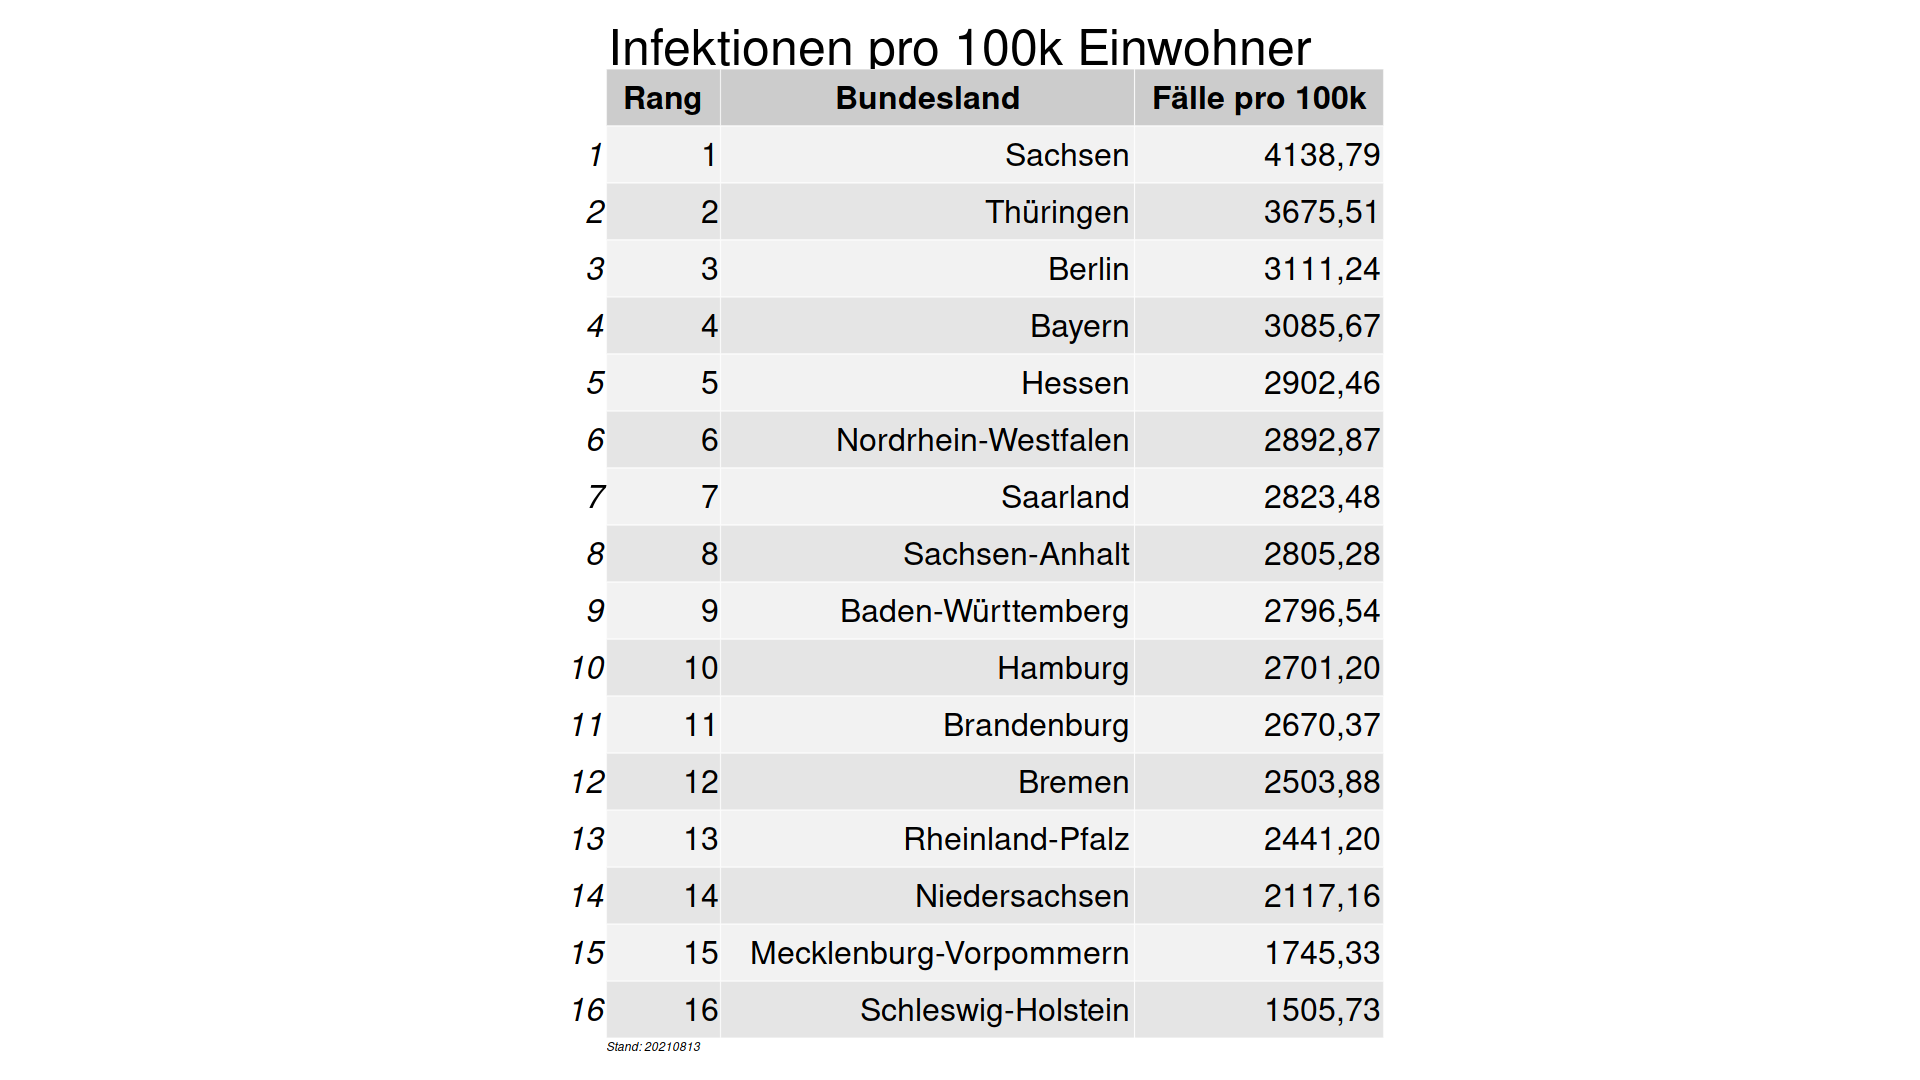 Infektionen pro 100k Einwohner
Rang Bundesland Fälle pro 100k
1 1 Sachsen 4138,79
2 2 Thüringen 3675,51
3 3 Berlin 3111,24
4 4 Bayern 3085,67
5 5 Hessen 2902,46
6 6 Nordrhein-Westfalen 2892,87
7 7 Saarland 2823,48
8 8 Sachsen-Anhalt 2805,28
9 9 Baden-Württemberg 2796,54
10 10 Hamburg 2701,20
11 11 Brandenburg 2670,37
12 12 Bremen 2503,88
13 13 Rheinland-Pfalz 2441,20
14 14 Niedersachsen 2117,16
15 15 Mecklenburg-Vorpommern 1745,33
16 16 Schleswig-Holstein 1505,73
Stand: 20210813